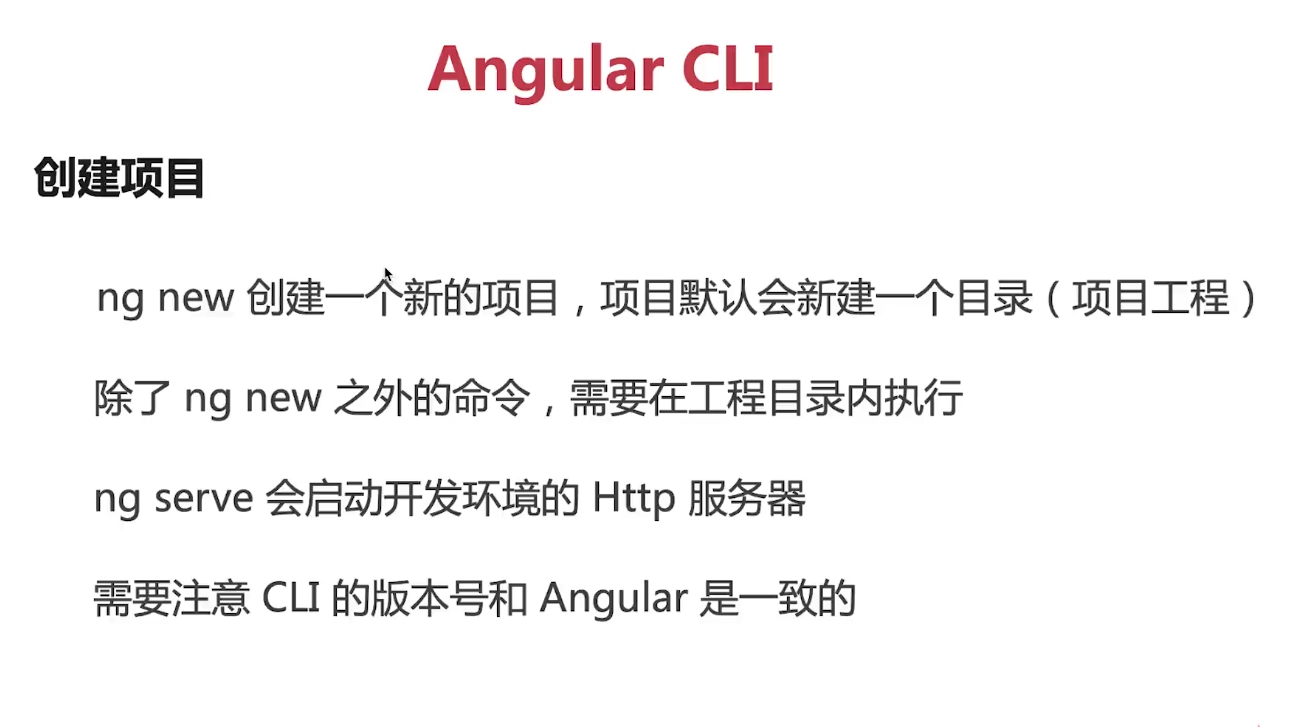 Angular CLI
创建项目
ng new 创建一个新的项目，项目默认会新建一个目录（项目工程）
除了 ng new 之外的命令，需要在工程目录内执行
ng serve 会启动开发环境的 Http 服务器
需要注意 CLI 的版本号和 Angular 是一致的